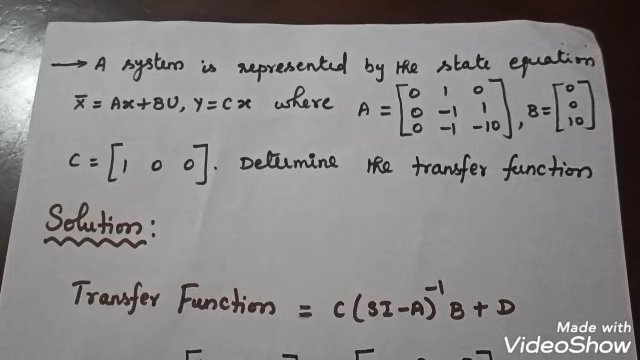 → A system is represented by the state equation
ẋ = Ax+BU, Y=Cx where A = [0 1 0; 0 -1 1; 0 -1 -10], B=[0; 0; 10]
C = [1 0 0]. Determine the transfer function
Solution:
Transfer Function = C(SI-A)⁻¹B+D
Made with
VideoShow